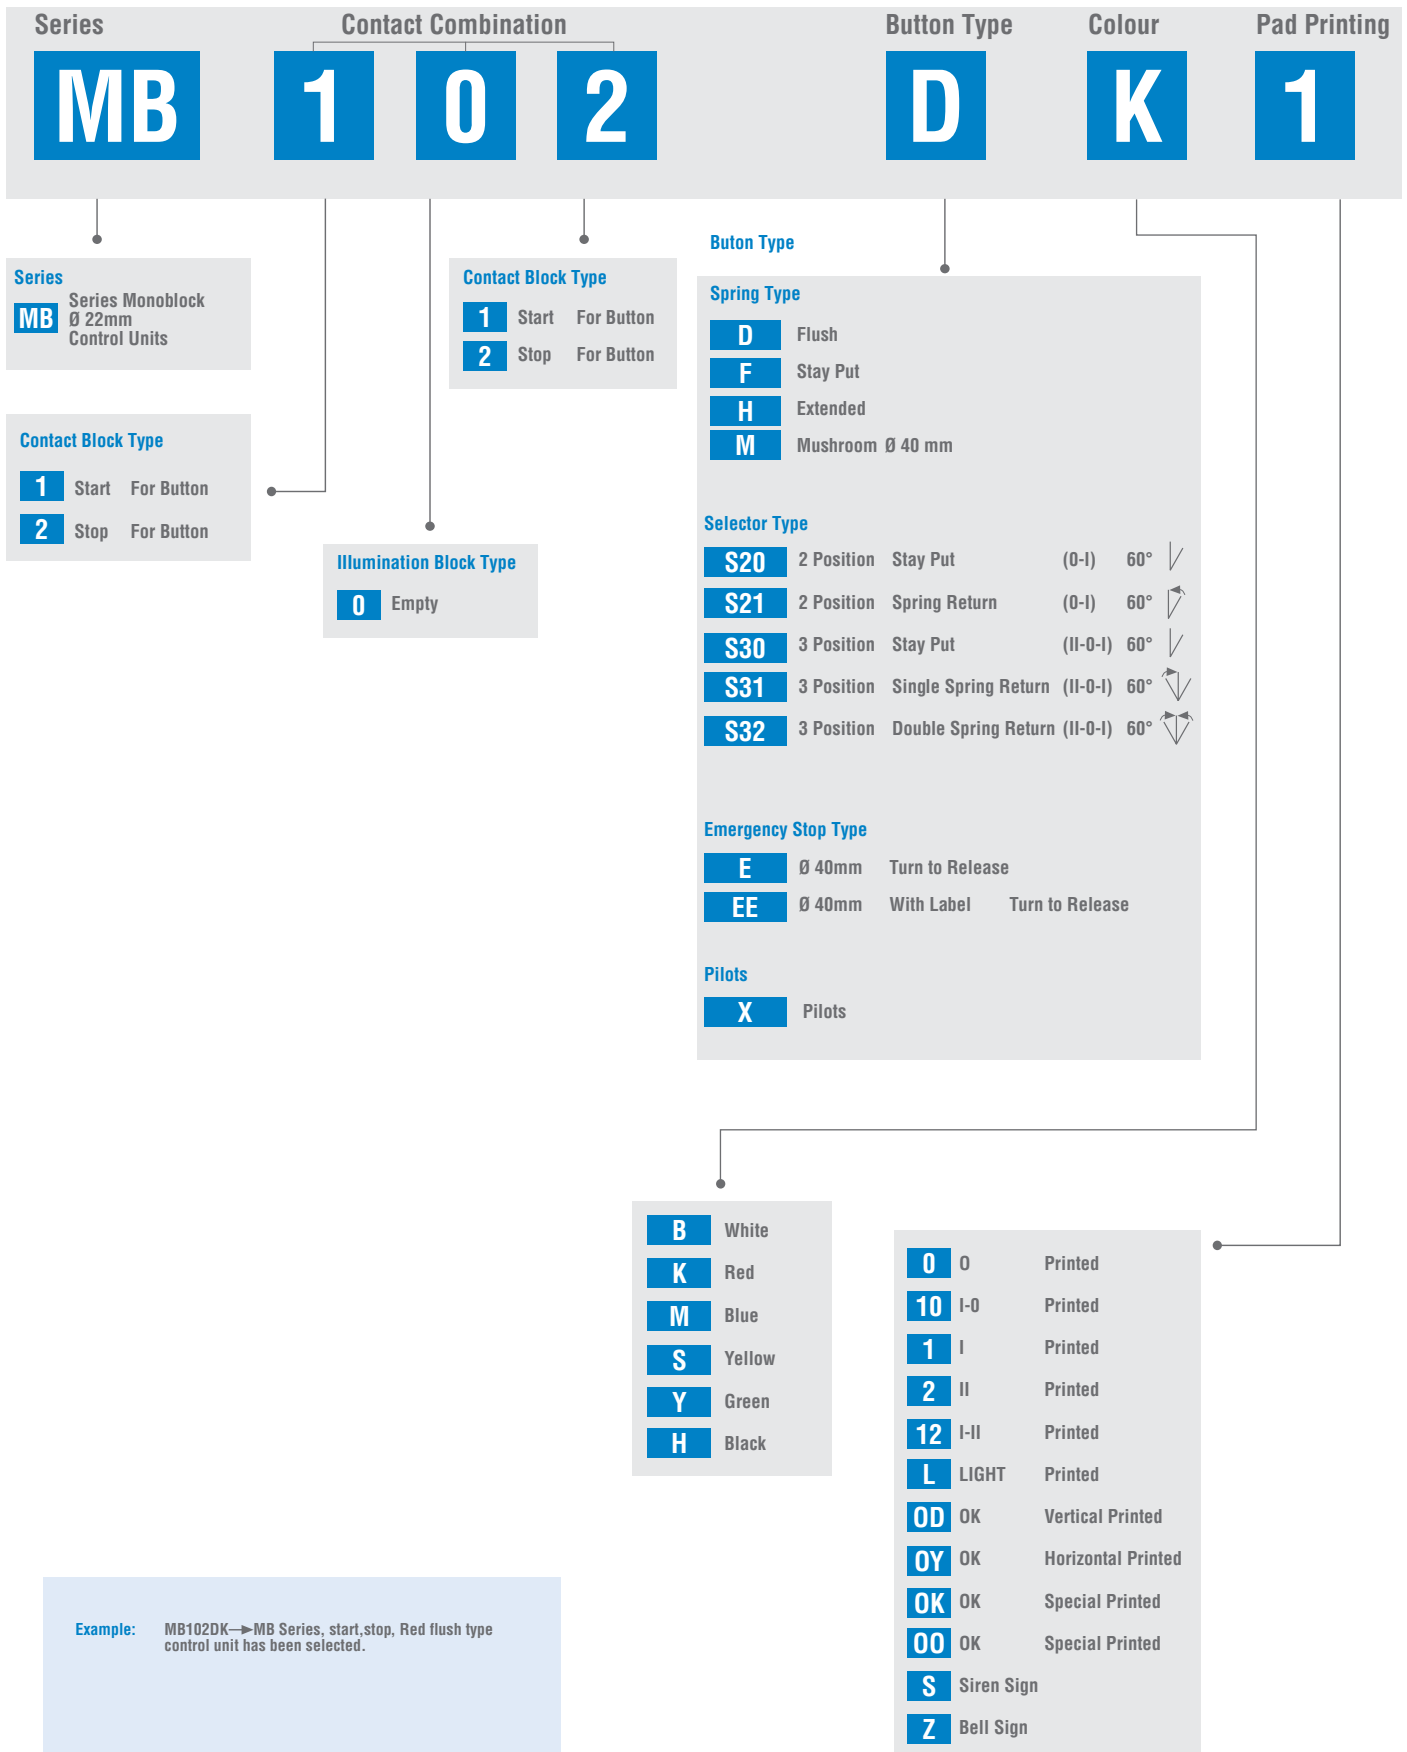 Series Contact Combination Button Type Colour Pad Printing
MB 1 0 2 D K 1
Series
MB Series Monoblock
Ø 22mm
Control Units
Contact Block Type
1 Start For Button
2 Stop For Button
Illumination Block Type
0 Empty
Contact Block Type
1 Start For Button
2 Stop For Button
Buton Type
Spring Type
D Flush
F Stay Put
H Extended
M Mushroom Ø 40 mm
Selector Type
S20 2 Position Stay Put (0-I) 60°
S21 2 Position Spring Return (0-I) 60°
S30 3 Position Stay Put (II-0-I) 60°
S31 3 Position Single Spring Return (II-0-I) 60°
S32 3 Position Double Spring Return (II-0-I) 60°
Emergency Stop Type
E Ø 40mm Turn to Release
EE Ø 40mm With Label Turn to Release
Pilots
X Pilots
B White
K Red
M Blue
S Yellow
Y Green
H Black
0 O Printed
10 I-0 Printed
1 I Printed
2 II Printed
12 I-II Printed
L LIGHT Printed
OD OK Vertical Printed
OY OK Horizontal Printed
OK OK Special Printed
OO OK Special Printed
S Siren Sign
Z Bell Sign
Example: MB102DK→MB Series, start,stop, Red flush type
control unit has been selected.